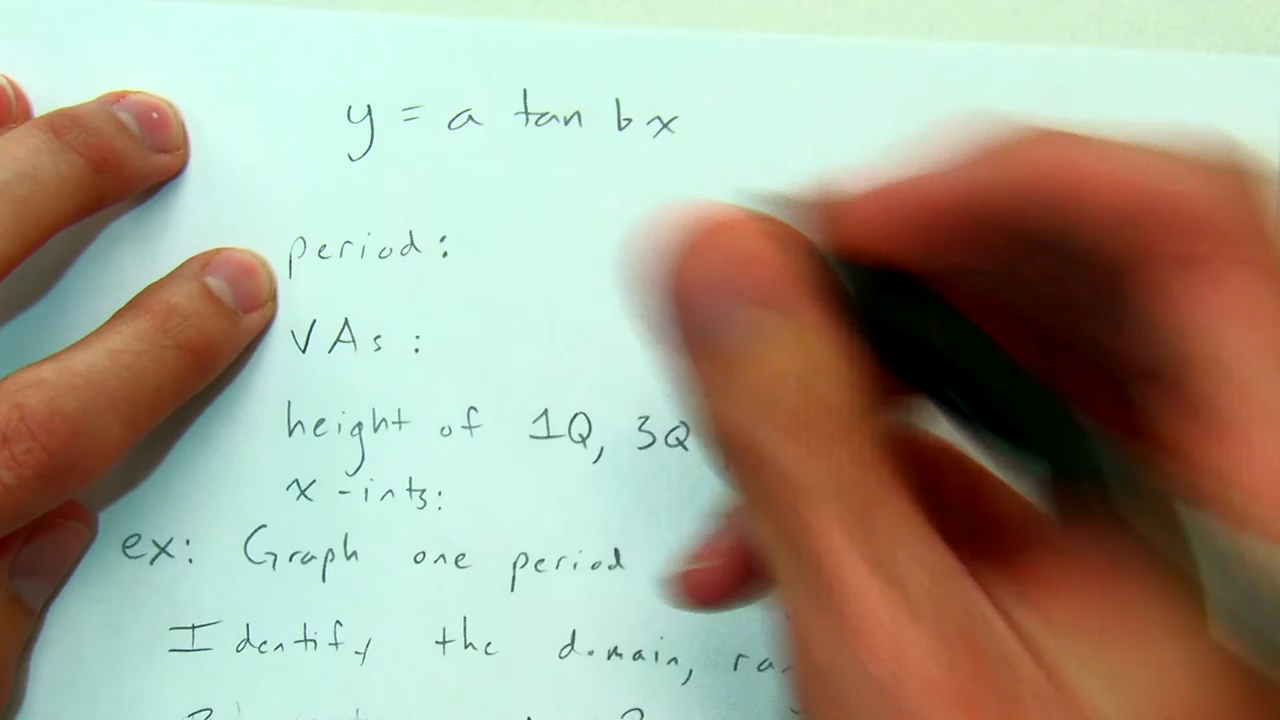 y = a tan bx
period:
VAs:
height of 1Q, 3Q
x-ints:
ex: Graph one period
Identify the domain,